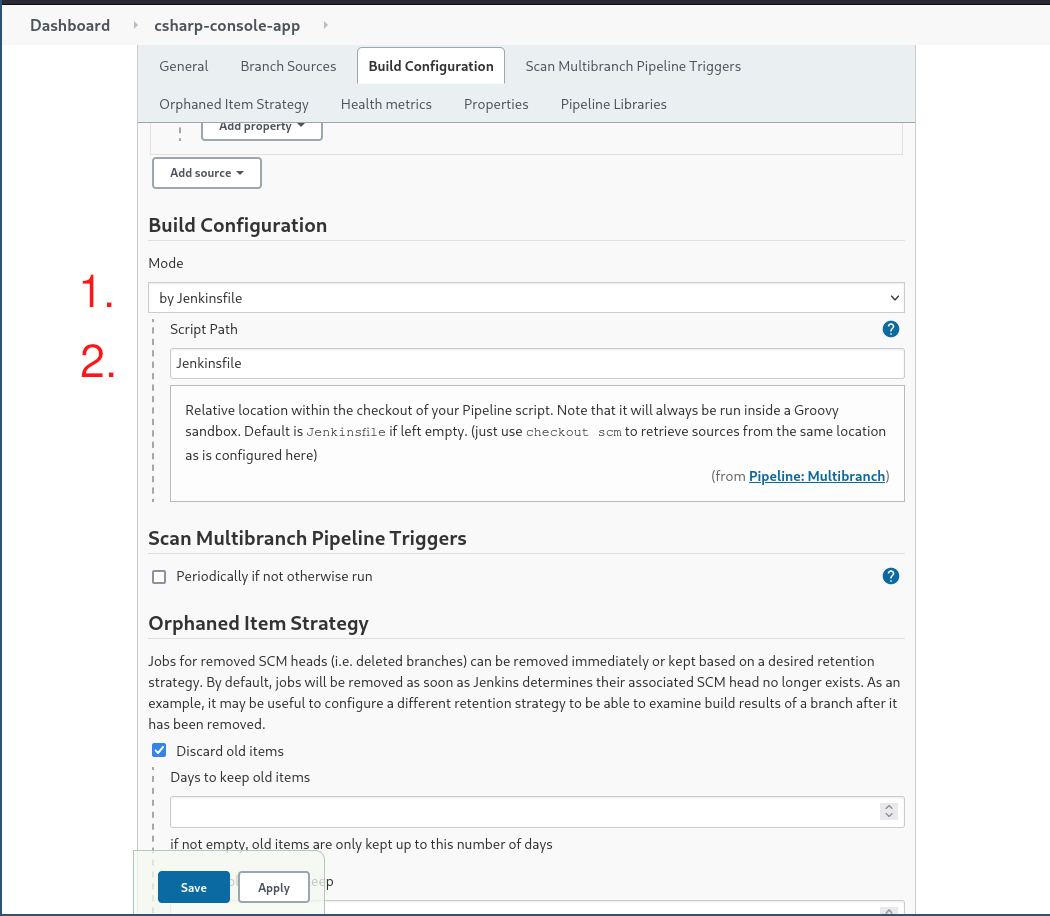 Dashboard csharp-console-app
General Branch Sources Build Configuration Scan Multibranch Pipeline Triggers
Orphaned Item Strategy Health metrics Properties Pipeline Libraries
Add property
Add source
Build Configuration
Mode
1.
by Jenkinsfile
Script Path
?
2.
Jenkinsfile
Relative location within the checkout of your Pipeline script. Note that it will always be run inside a Groovy
sandbox. Default is Jenkinsfile if left empty. (just use checkout scm to retrieve sources from the same location
as is configured here)
(from Pipeline: Multibranch)
Scan Multibranch Pipeline Triggers
Periodically if not otherwise run
?
Orphaned Item Strategy
Jobs for removed SCM heads (i.e. deleted branches) can be removed immediately or kept based on a desired retention
strategy. By default, jobs will be removed as soon as Jenkins determines their associated SCM head no longer exists. As an
example, it may be useful to configure a different retention strategy to be able to examine build results of a branch after it
has been removed.
Discard old items
Days to keep old items
if not empty, old items are only kept up to this number of days
Save Apply